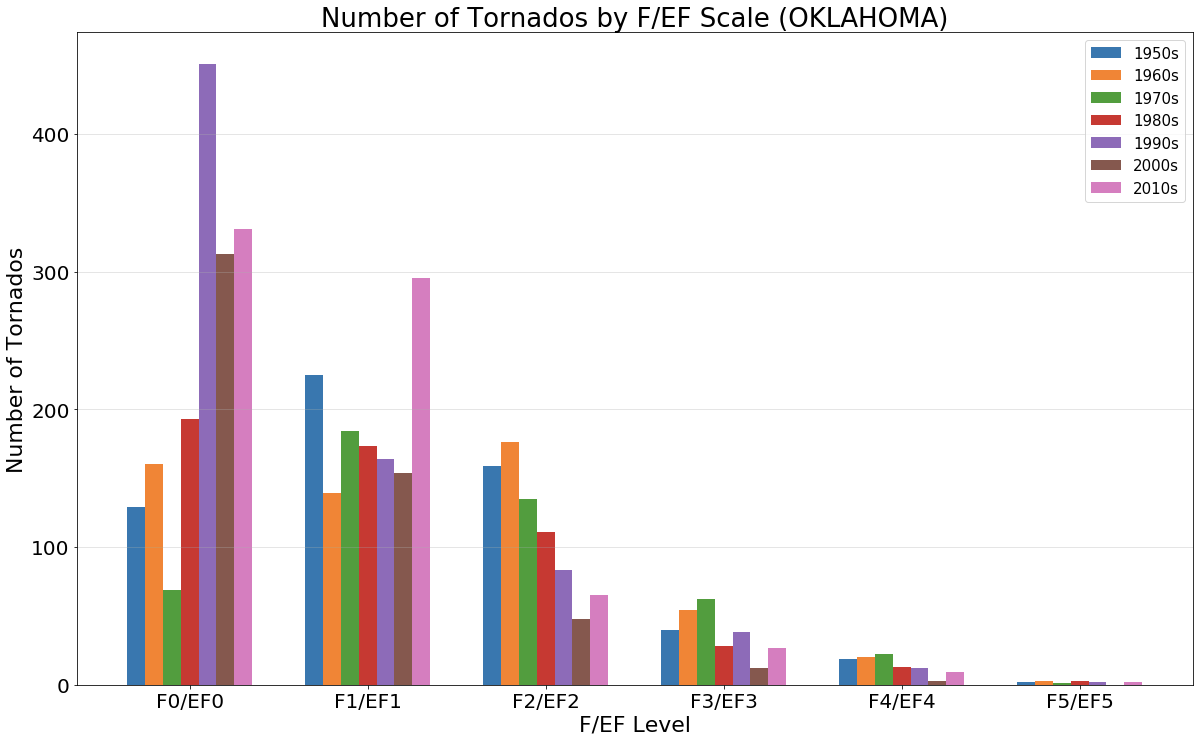 Number of Tornados by F/EF Scale (OKLAHOMA)
1950s
1960s
1970s
1980s
1990s
2000s
2010s
Number of Tornados
400
300
200
100
0
F0/EF0 F1/EF1 F2/EF2 F3/EF3 F4/EF4 F5/EF5
F/EF Level